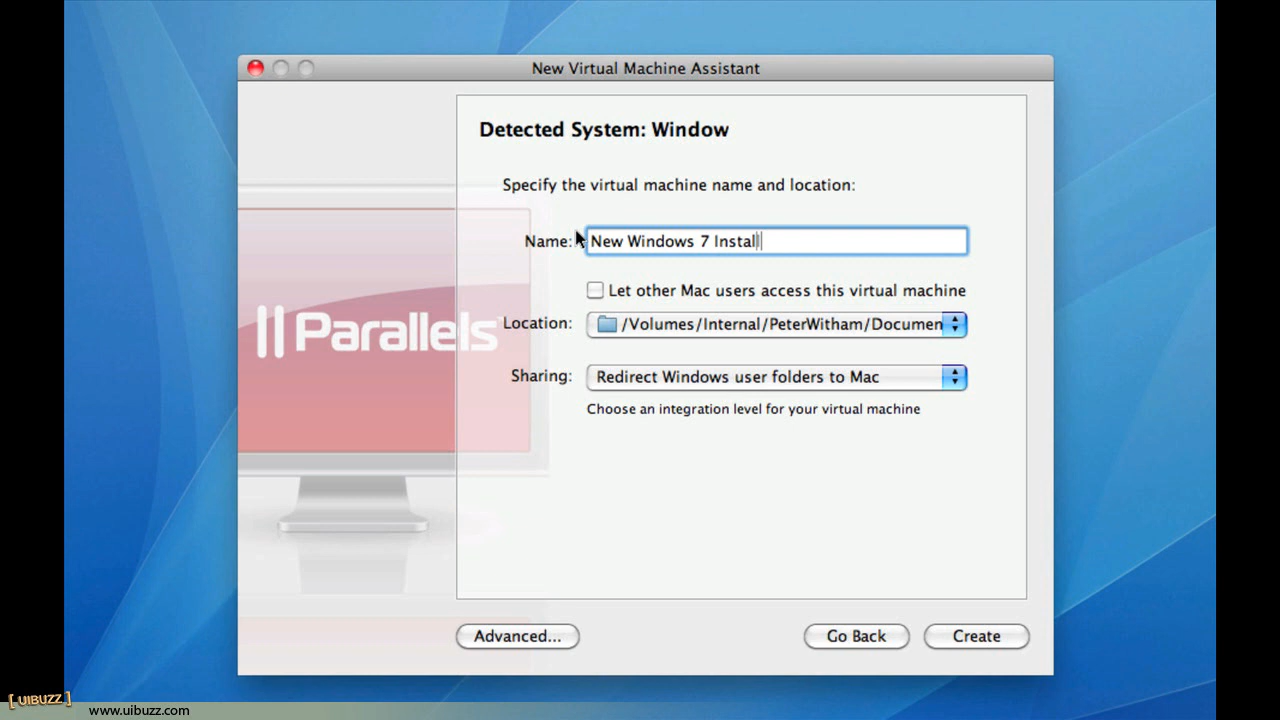 New Virtual Machine Assistant
Detected System: Window
Specify the virtual machine name and location:
Name: New Windows 7 Install
Let other Mac users access this virtual machine
Location: /Volumes/Internal/PeterWitham/Documen
Sharing: Redirect Windows user folders to Mac
Choose an integration level for your virtual machine
Parallels™
Advanced... Go Back Create
[UIBUZZ]
www.uibuzz.com